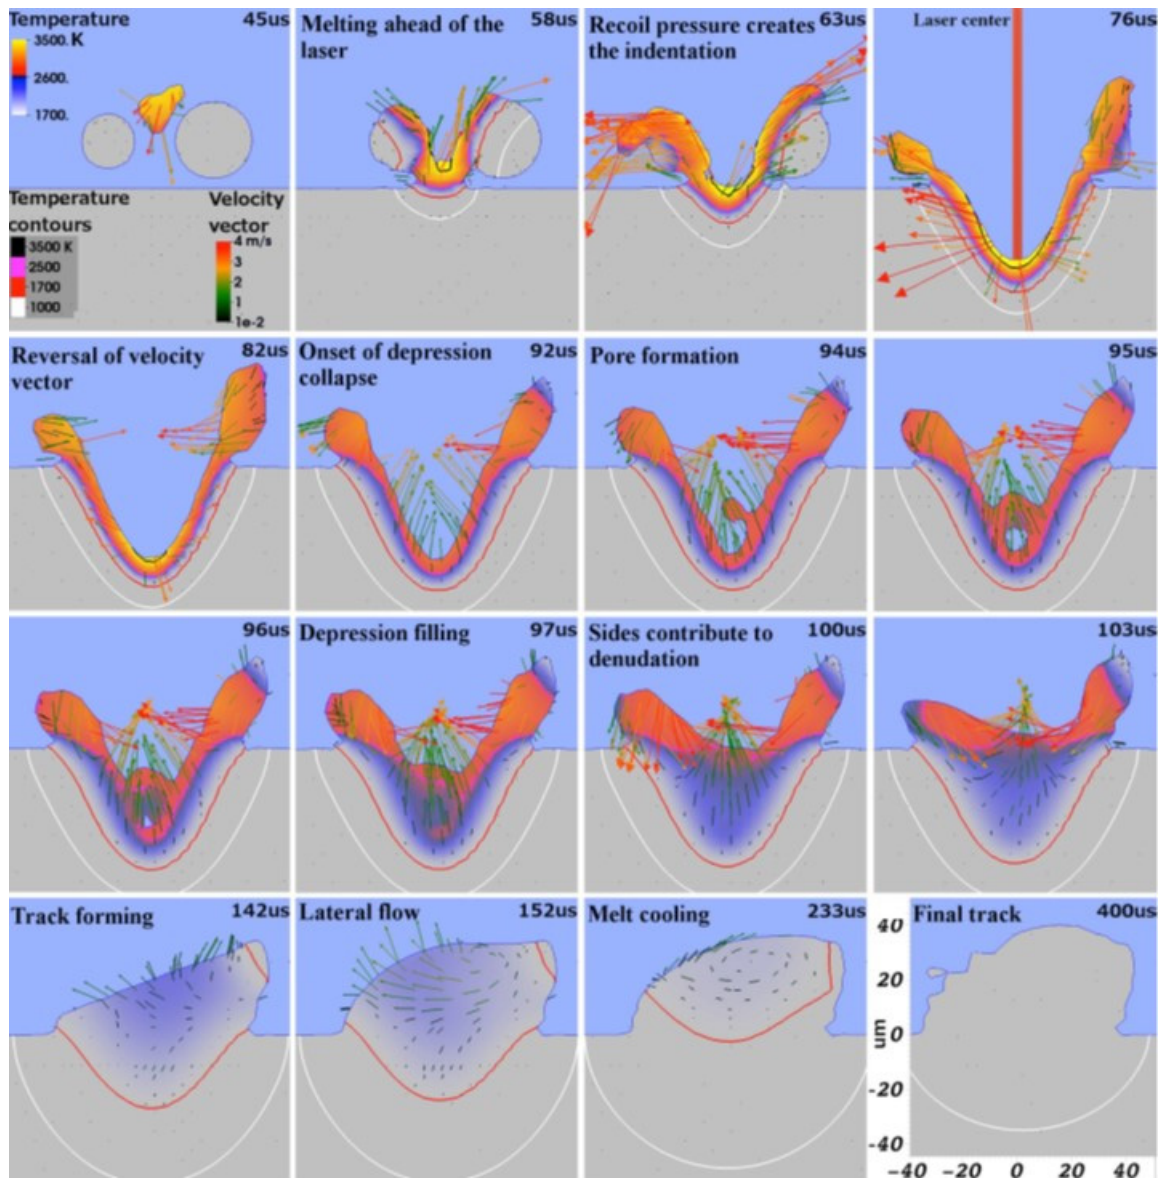 Temperature 45us
3500. K
2600.
1700.
Temperature
contours
3500 K
2500
1700
1000
Velocity
vector
4 m/s
3
2
1
1e-2
Melting ahead of the 58us
laser
Recoil pressure creates 63us
the indentation
Laser center 76us
Reversal of velocity 82us
vector
Onset of depression 92us
collapse
Pore formation 94us
95us
96us
Depression filling 97us
Sides contribute to 100us
denudation
103us
Track forming 142us
Lateral flow 152us
Melt cooling 233us
Final track 400us
40
20
0
-20
-40
um
-40 -20 0 20 40